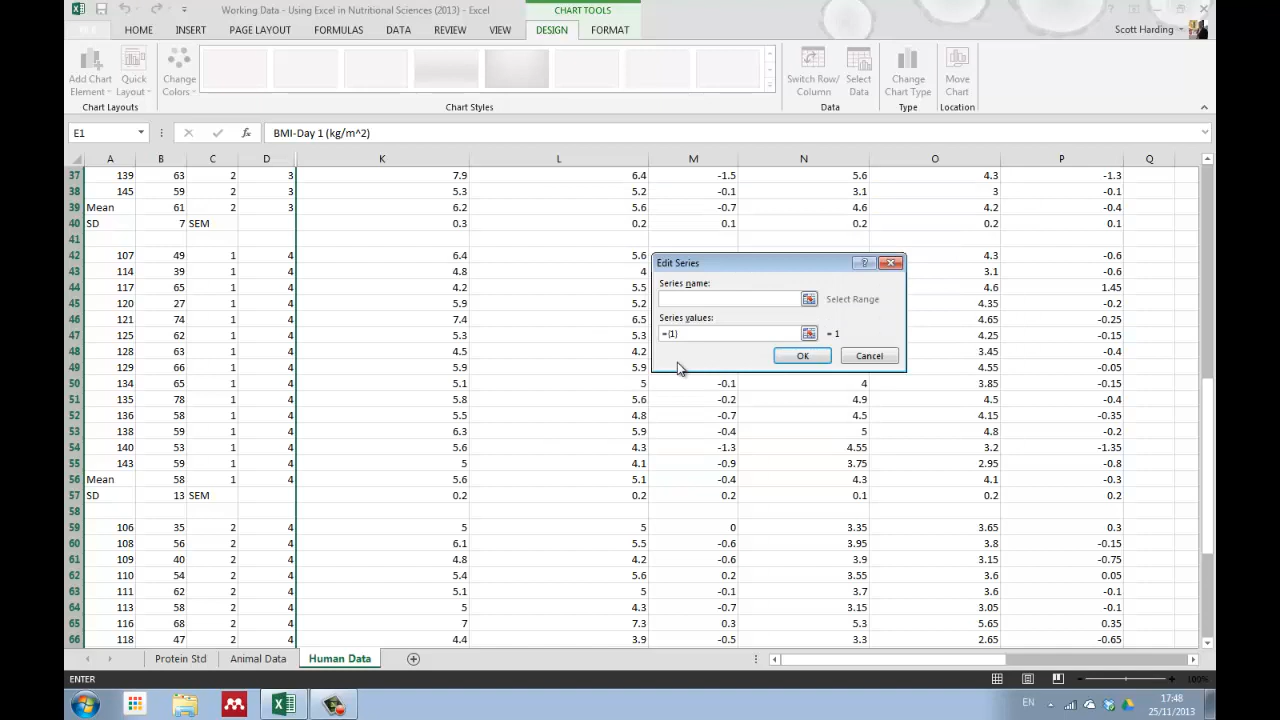 Working Data - Using Excel in Nutritional Sciences (2013) - Excel
CHART TOOLS
HOME INSERT PAGE LAYOUT FORMULAS DATA REVIEW VIEW DESIGN FORMAT
Scott Harding
Add Chart Element Quick Layout Change Colors Switch Row/Column Select Data Change Chart Type Move Chart
Chart Layouts Chart Styles Data Type Location
E1 BMI-Day 1 (kg/m^2)
A B C D K L M N O P Q
37 139 63 2 3 7.9 6.4 -1.5 5.6 4.3 -1.3
38 145 59 2 3 5.3 5.2 -0.1 3.1 3 -0.1
39 Mean 61 2 3 6.2 5.6 -0.7 4.6 4.2 -0.4
40 SD 7 SEM 0.3 0.2 0.1 0.2 0.2 0.1
41
42 107 49 1 4 6.4 5.6 4.3 -0.6
43 114 39 1 4 4.8 4 3.1 -0.6
44 117 65 1 4 4.2 5.5 4.6 1.45
45 120 27 1 4 5.9 5.2 4.35 -0.2
46 121 74 1 4 7.4 6.5 4.3 -0.65
47 125 62 1 4 5.3 5.3 4.25 -0.15
48 128 63 1 4 4.5 4.2 3.45 -0.4
49 129 66 1 4 5.9 5.9 4.55 -0.05
50 134 65 1 4 5.1 5 -0.1 4 3.85 -0.15
51 135 78 1 4 5.8 5.6 -0.2 4.9 4.5 -0.4
52 136 58 1 4 5.5 4.8 -0.7 4.5 4.15 -0.35
53 138 59 1 4 6.3 5.9 -0.4 5 4.8 -0.2
54 140 53 1 4 5.6 4.3 -1.3 4.55 3.2 -1.35
55 143 59 1 4 5 4.1 -0.9 3.75 2.95 -0.8
56 Mean 58 1 4 5.6 5.1 -0.4 4.3 4.1 -0.3
57 SD 13 SEM 0.2 0.2 0.2 0.1 0.2 0.2
58
59 106 35 2 4 5 5 0 3.35 3.65 0.3
60 108 56 2 4 6.1 5.5 -0.6 3.95 3.8 -0.15
61 109 40 2 4 4.8 4.2 -0.6 3.9 3.15 -0.75
62 110 54 2 4 5.4 5.6 0.2 3.55 3.6 0.05
63 111 62 2 4 5.1 5 -0.1 3.7 3.6 -0.1
64 113 58 2 4 5 4.3 -0.7 3.15 3.05 -0.1
65 116 68 2 4 7 7.3 0.3 5.3 5.65 0.35
66 118 47 2 4 4.4 3.9 -0.5 3.3 2.65 -0.65
Edit Series
Series name:
Select Range
Series values:
={1} = 1
OK Cancel
Protein Std Animal Data Human Data
ENTER 100%
EN 17:48
25/11/2013